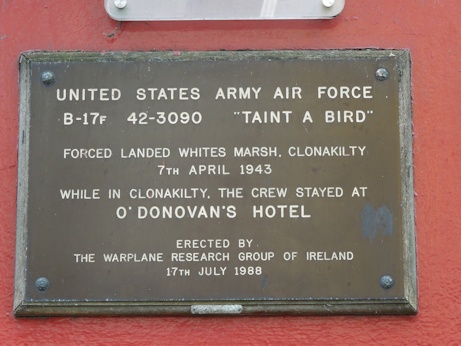 UNITED STATES ARMY AIR FORCE
B-17F 42-3090 "TAINT A BIRD"
FORCED LANDED WHITES MARSH, CLONAKILTY
7TH APRIL 1943
WHILE IN CLONAKILTY, THE CREW STAYED AT
O'DONOVAN'S HOTEL
ERECTED BY
THE WARPLANE RESEARCH GROUP OF IRELAND
17TH JULY 1988